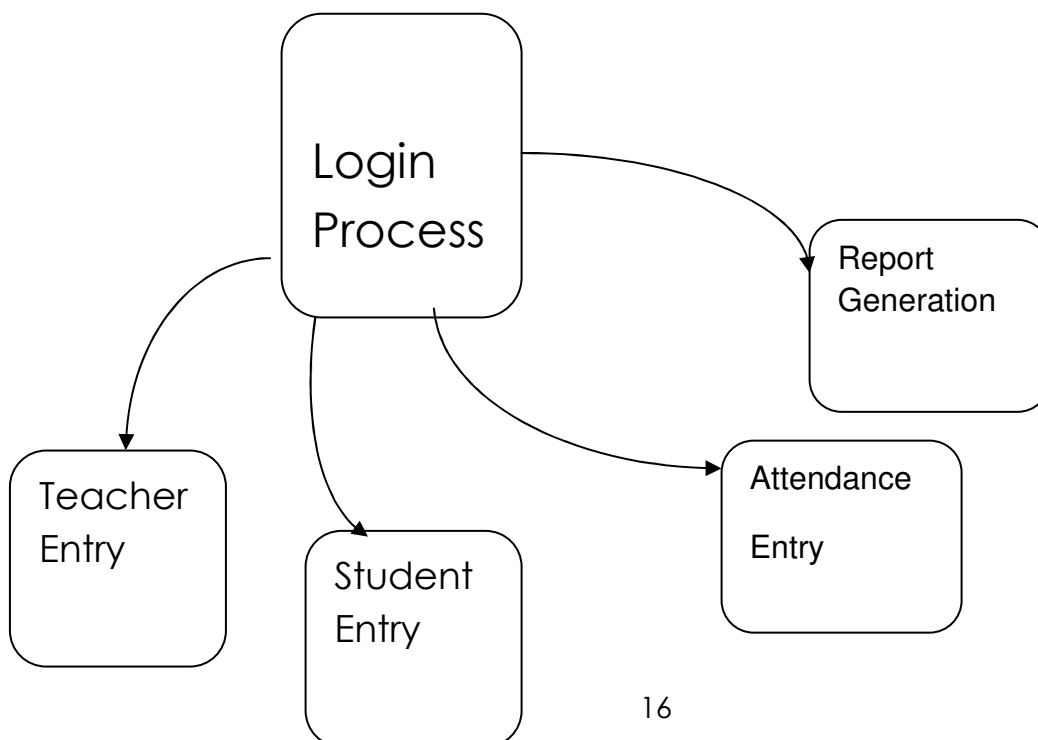 Login
Process
Report
Generation
Teacher
Entry
Student
Entry
Attendance
Entry
16